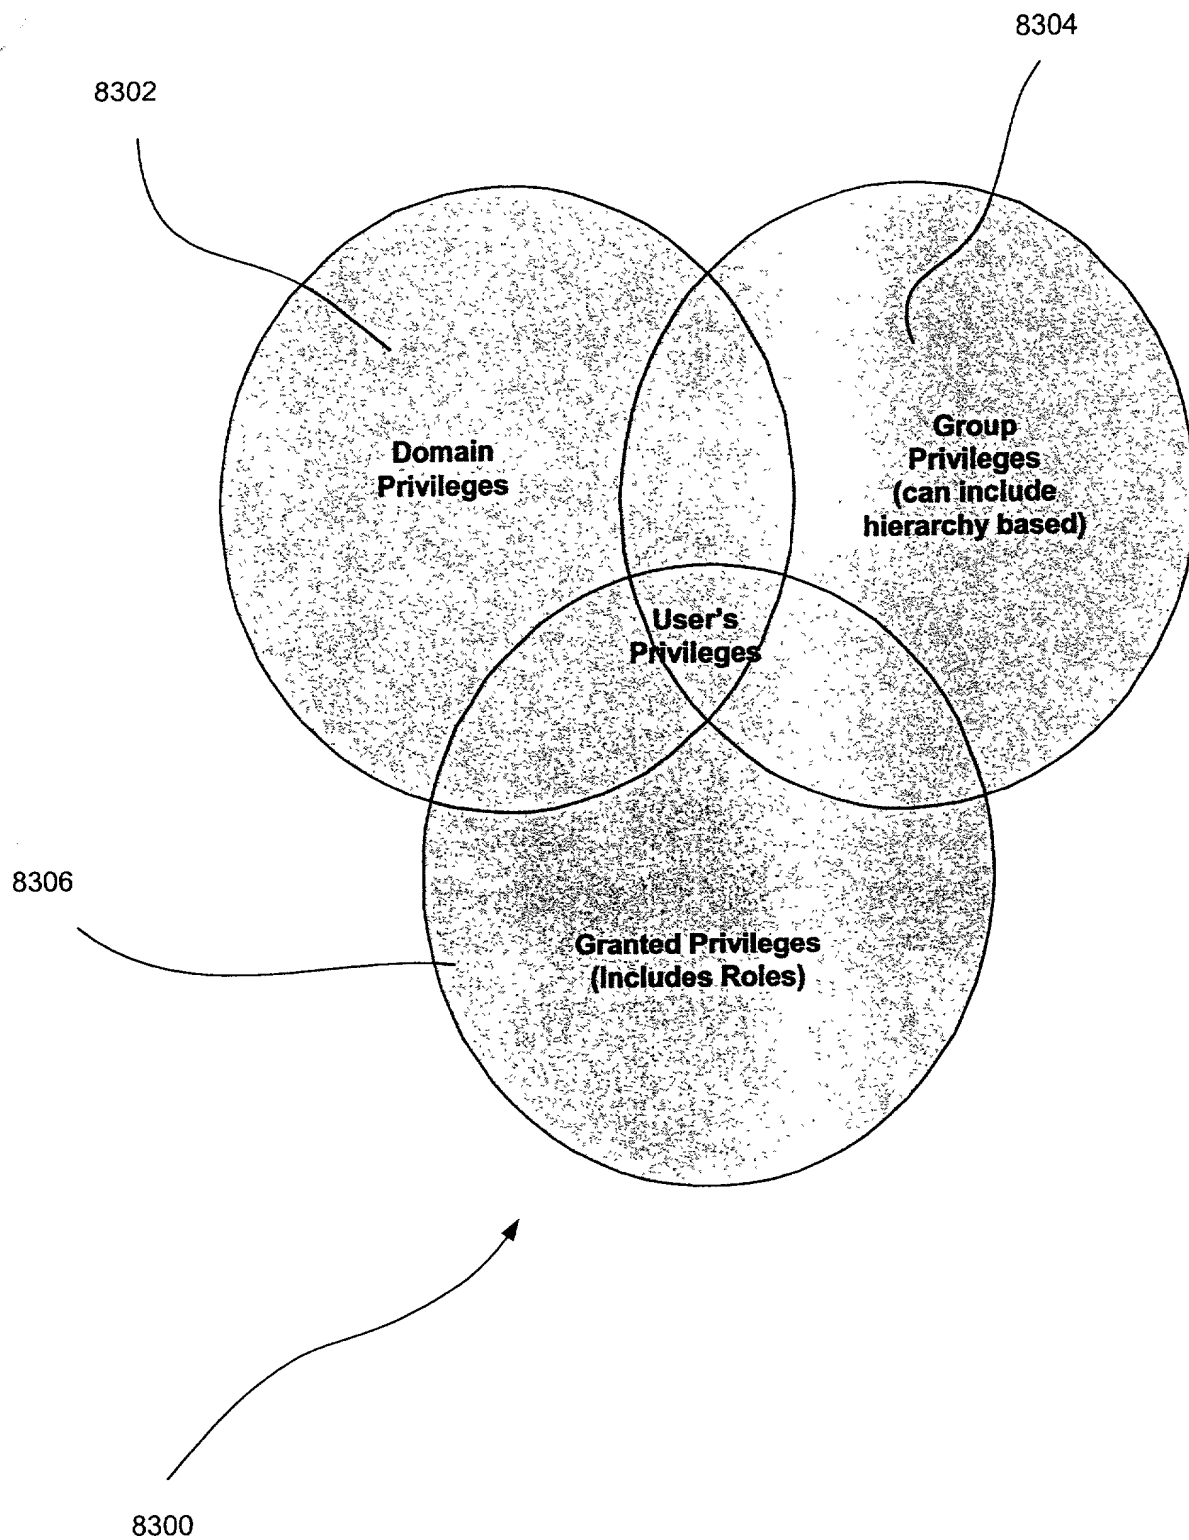 8304
8302
Domain
Privileges
Group
Privileges
(can include
hierarchy based)
User's
Privileges
8306
Granted Privileges
(Includes Roles)
8300